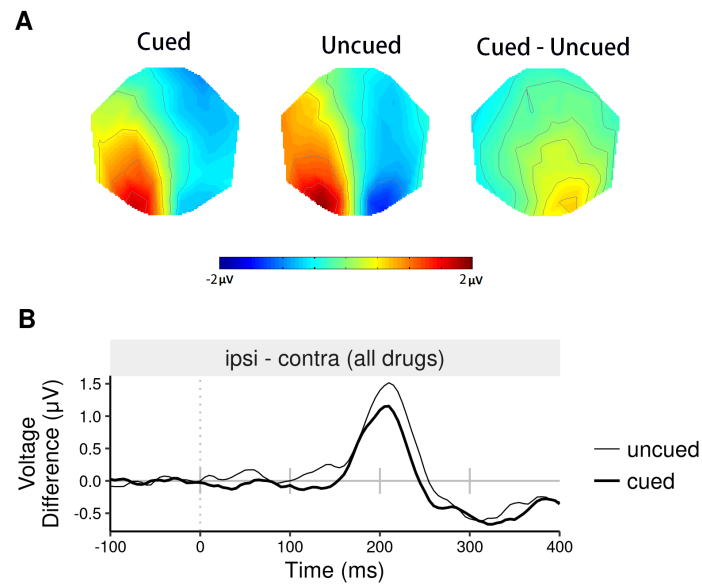 A
Cued
Uncued
Cued - Uncued
-2μV
2μV
B
ipsi - contra (all drugs)
Voltage
Difference (μV)
1.5
1.0
0.5
0.0
-0.5
-100
0
100
200
300
400
Time (ms)
uncued
cued